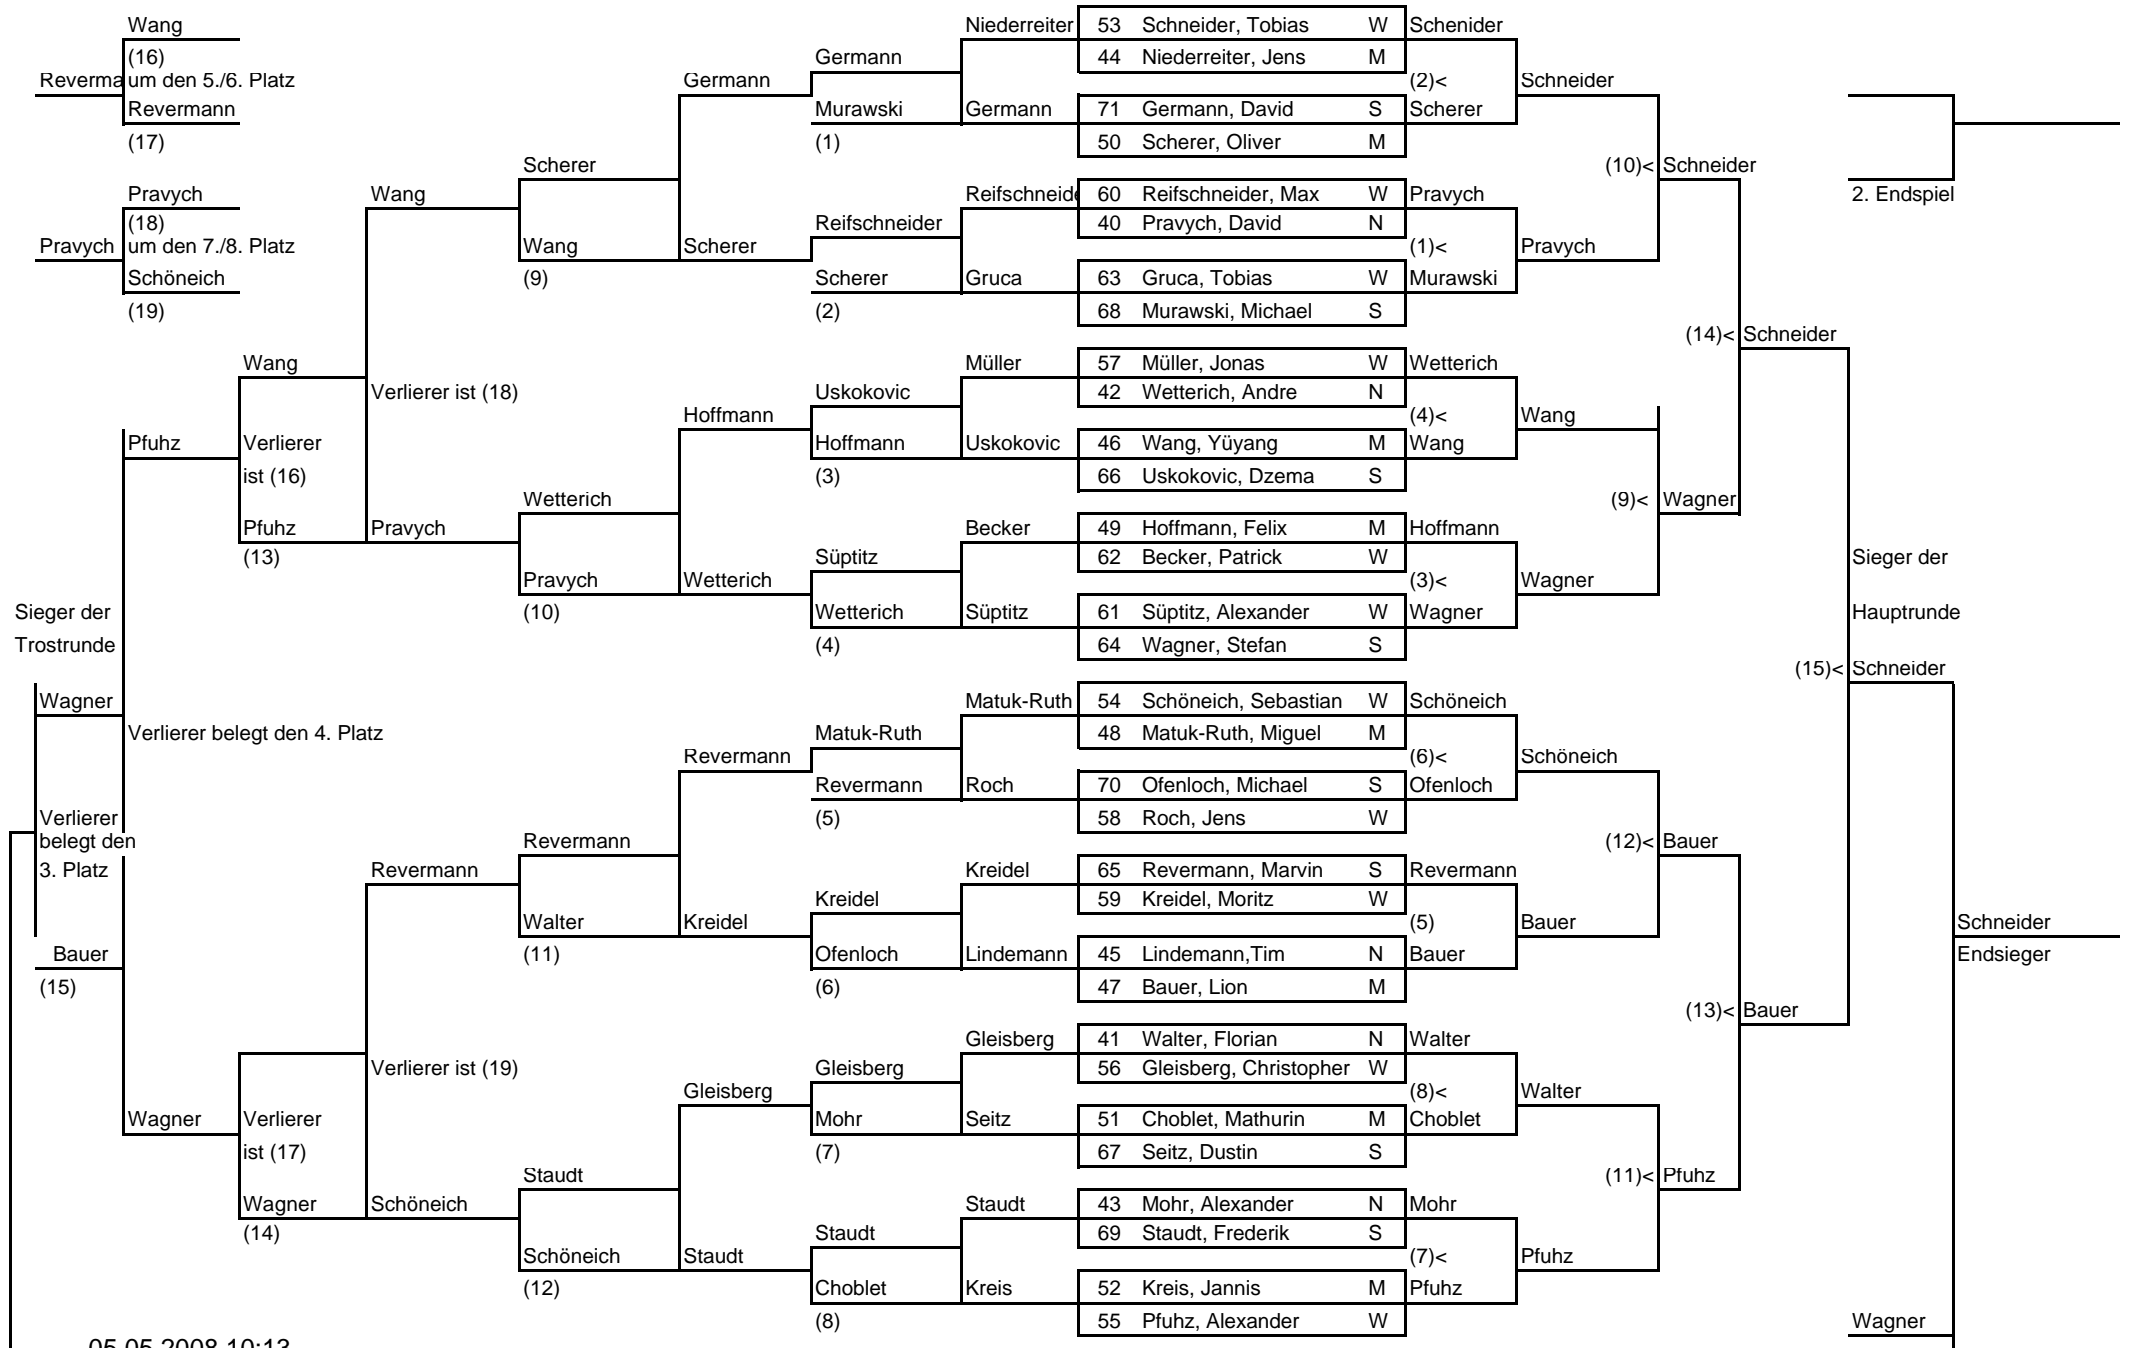 Wang Niederreiter 53 Schneider, Tobias W Schenider
(16) Germann 44 Niederreiter, Jens M
Reverma um den 5./6. Platz Germann (2)< Schneider
Revermann Murawski Germann 71 Germann, David S Scherer
(17) (1) 50 Scherer, Oliver M
Scherer (10)< Schneider
Pravych Wang Reifschneide 60 Reifschneider, Max W Pravych 2. Endspiel
(18) Reifschneider 40 Pravych, David N
Pravych um den 7./8. Platz Wang Scherer (1)< Pravych
Schöneich (9) Scherer Gruca 63 Gruca, Tobias W Murawski
(19) (2) 68 Murawski, Michael S
(14)< Schneider
Wang Müller 57 Müller, Jonas W Wetterich
Verlierer ist (18) Uskokovic 42 Wetterich, Andre N
Hoffmann (4)< Wang
Pfuhz Verlierer Hoffmann Uskokovic 46 Wang, Yüyang M Wang
ist (16) (3) 66 Uskokovic, Dzema S
Wetterich (9)< Wagner
Pfuhz Pravych Becker 49 Hoffmann, Felix M Hoffmann
(13) Süptitz 62 Becker, Patrick W Sieger der
Pravych Wetterich (3)< Wagner
Sieger der (10) Wetterich Süptitz 61 Süptitz, Alexander W Wagner Hauptrunde
Trostrunde (4) 64 Wagner, Stefan S
(15)< Schneider
Wagner Matuk-Ruth 54 Schöneich, Sebastian W Schöneich
Verlierer belegt den 4. Platz Matuk-Ruth 48 Matuk-Ruth, Miguel M
Revermann (6)< Schöneich
Revermann Roch 70 Ofenloch, Michael S Ofenloch
Verlierer (5) 58 Roch, Jens W
belegt den Revermann (12)< Bauer
3. Platz Revermann Kreidel 65 Revermann, Marvin S Revermann
Kreidel 59 Kreidel, Moritz W
Walter Kreidel (5) Bauer Schneider
Bauer (11) Ofenloch Lindemann 45 Lindemann,Tim N Bauer Endsieger
(15) (6) 47 Bauer, Lion M
(13)< Bauer
Gleisberg 41 Walter, Florian N Walter
Verlierer ist (19) Gleisberg 56 Gleisberg, Christopher W
Gleisberg (8)< Walter
Wagner Verlierer Mohr Seitz 51 Choblet, Mathurin M Choblet
ist (17) (7) 67 Seitz, Dustin S
Staudt (11)< Pfuhz
Wagner Schöneich Staudt 43 Mohr, Alexander N Mohr
(14) Staudt 69 Staudt, Frederik S
Schöneich Staudt (7)< Pfuhz
(12) Choblet Kreis 52 Kreis, Jannis M Pfuhz
(8) 55 Pfuhz, Alexander W Wagner
05.05.2008 10:13